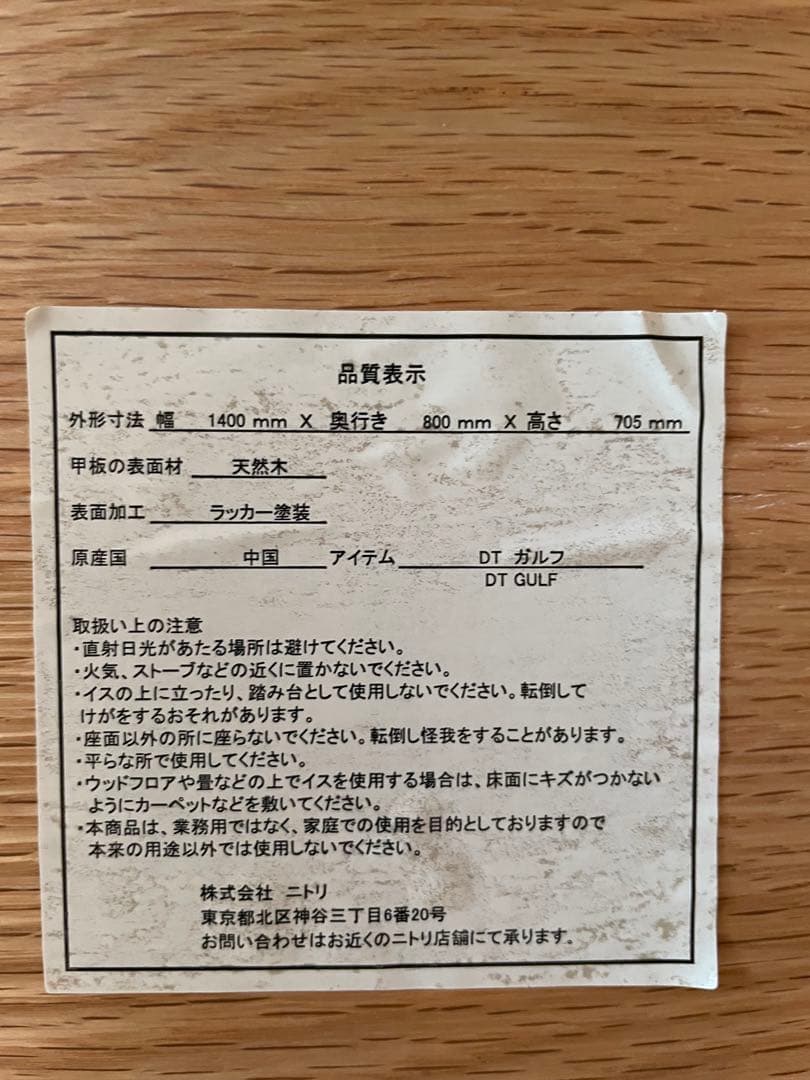 品質表示
外形寸法 幅 1400 mm X 奥行き 800 mm X 高さ 705 mm
甲板の表面材 天然木
表面加工 ラッカー塗装
原産国 中国 アイテム DT ガルフ
DT GULF
取扱い上の注意
・直射日光があたる場所は避けてください。
・火気、ストーブなどの近くに置かないでください。
・イスの上に立ったり、踏み台として使用しないでください。転倒して
けがをするおそれがあります。
・座面以外の所に座らないでください。転倒し怪我をすることがあります。
・平らな所で使用してください。
・ウッドフロアや畳などの上でイスを使用する場合は、床面にキズがつかない
ようにカーペットなどを敷いてください。
・本商品は、業務用ではなく、家庭での使用を目的としておりますので
本来の用途以外では使用しないでください。
株式会社 ニトリ
東京都北区神谷三丁目6番20号
お問い合わせはお近くのニトリ店舗にて承ります。